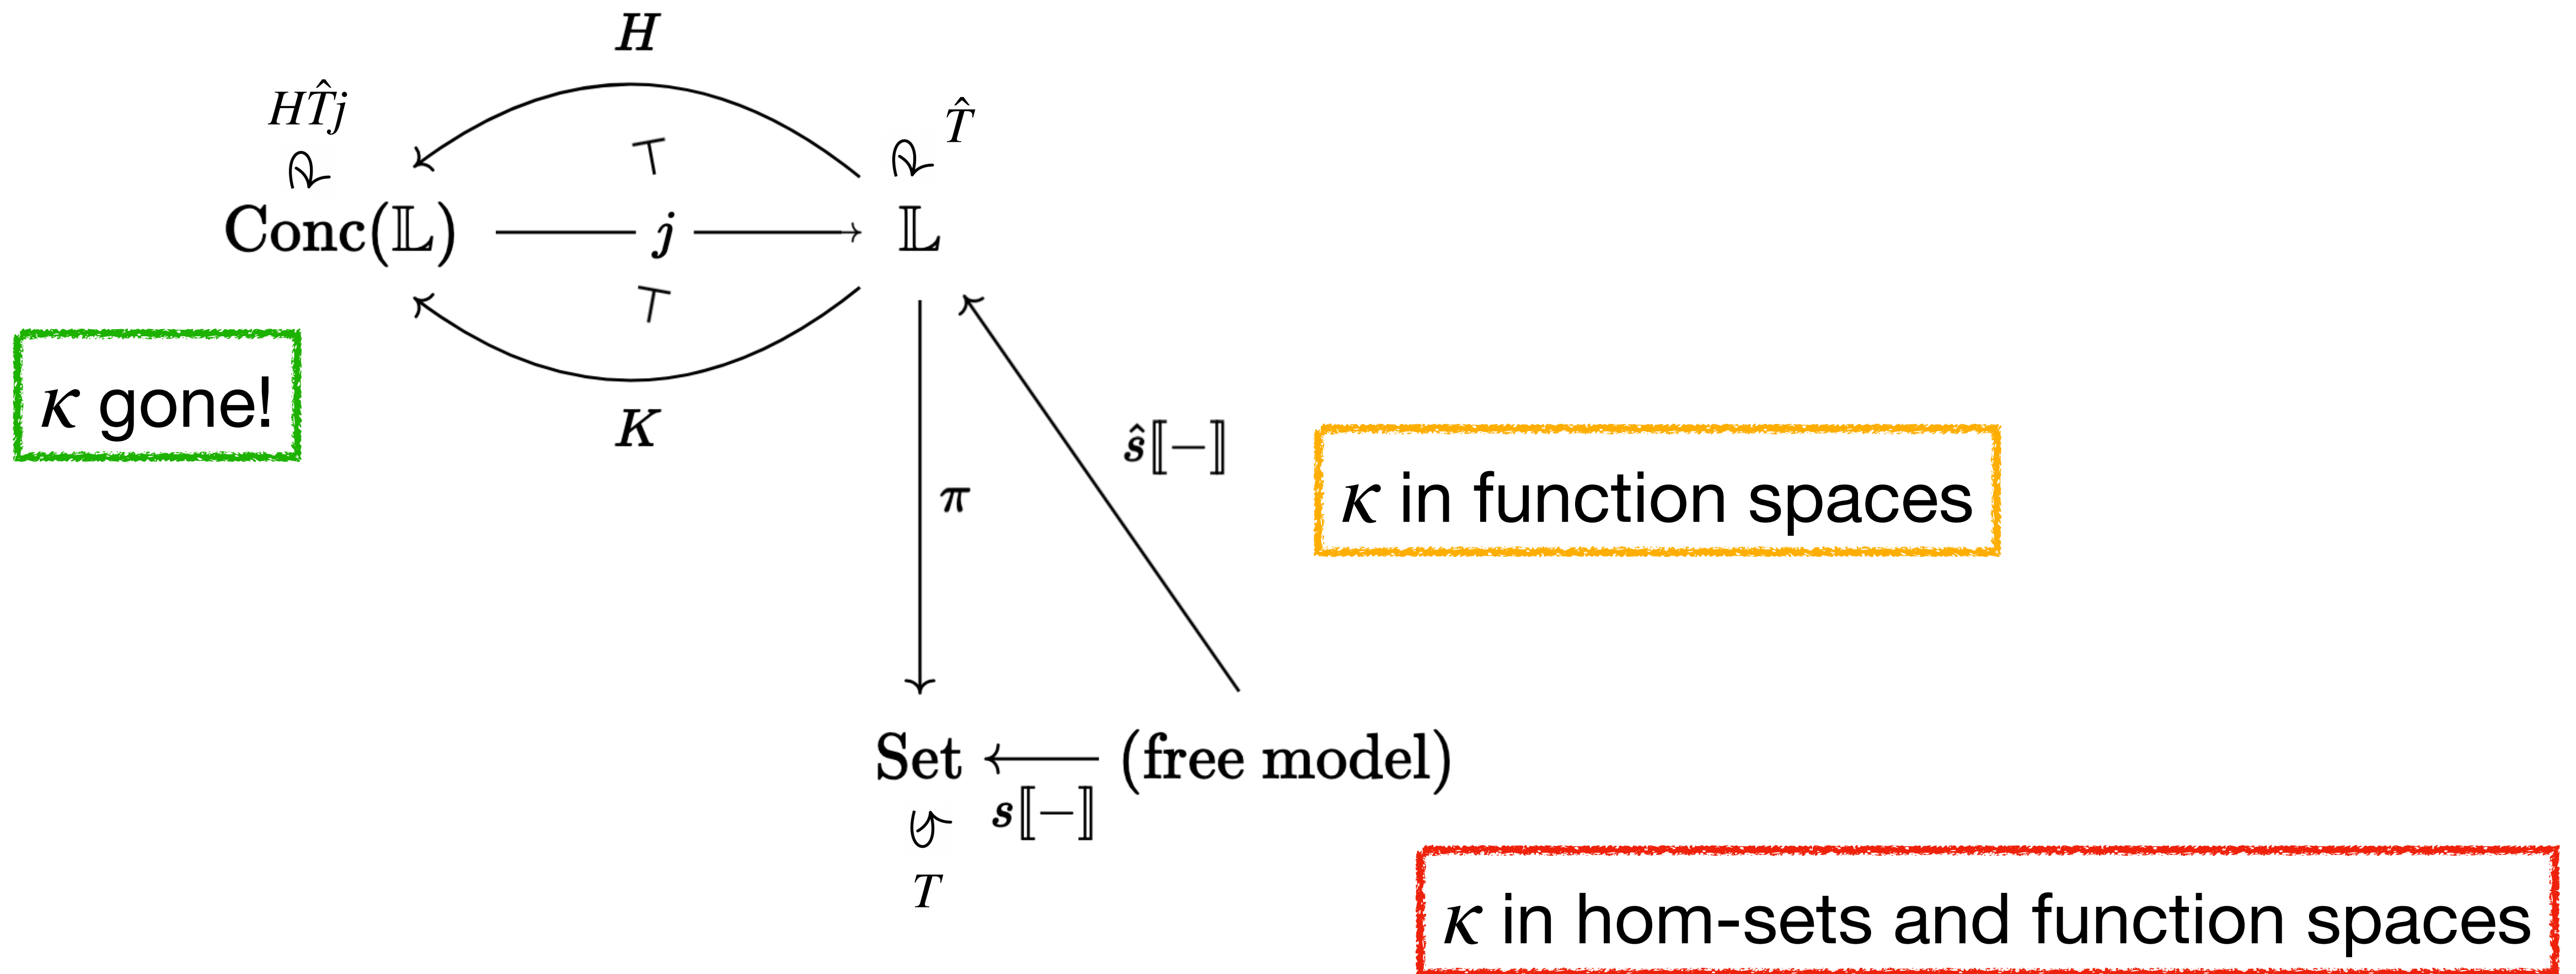 H
HT̂j
T̂
⊤
Conc(𝕃) j 𝕃
⊤
κ gone!
K
ŝ⟦−⟧
κ in function spaces
π
Set (free model)
s⟦−⟧
T
κ in hom-sets and function spaces